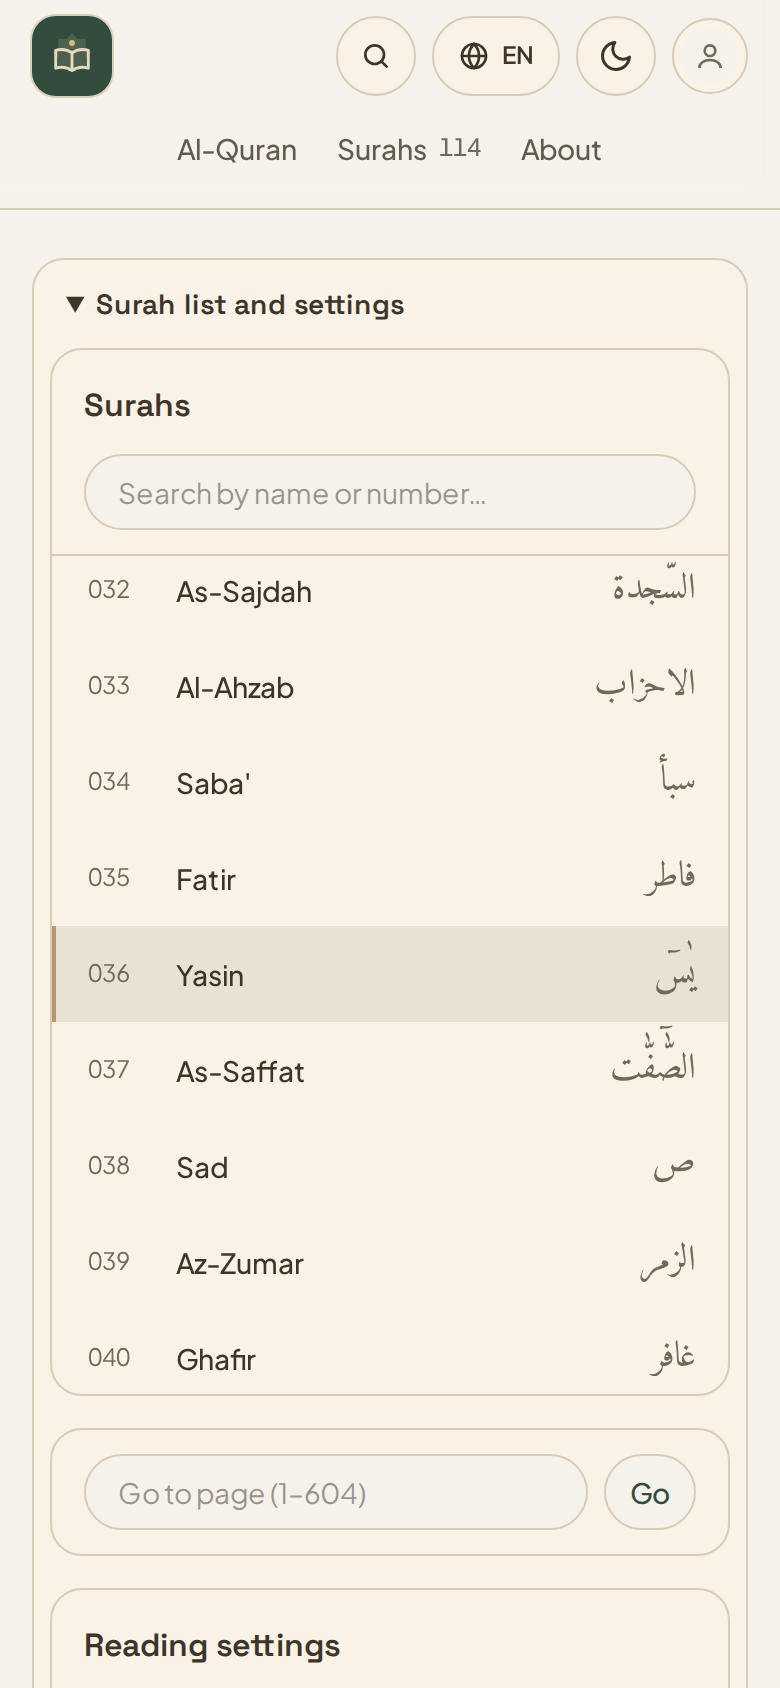 EN
Al-Quran Surahs 114 About
▼ Surah list and settings
Surahs
Search by name or number...
032 As-Sajdah السّجدة
033 Al-Ahzab الاحزاب
034 Saba' سبأ
035 Fatir فاطر
036 Yasin يٰسۤ
037 As-Saffat الصّٰۤفّٰت
038 Sad ص
039 Az-Zumar الزمر
040 Ghafir غافر
Go to page (1–604) Go
Reading settings